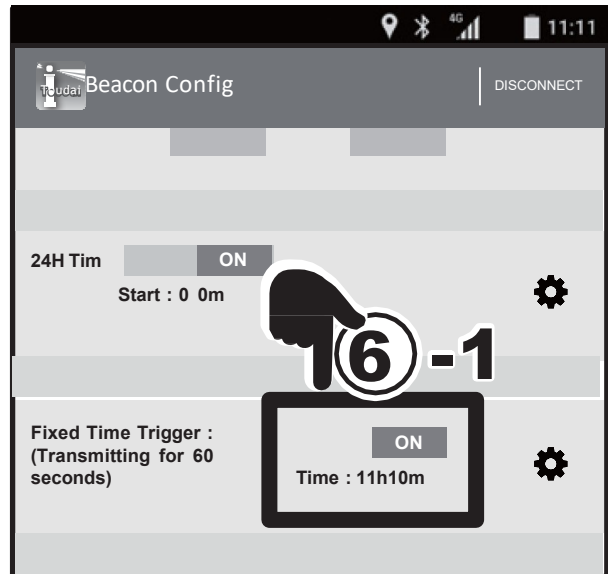 4G 11:11
iToudai Beacon Config DISCONNECT
24H Tim ON
Start : 0 0m
6 -1
Fixed Time Trigger :
(Transmitting for 60
seconds)
ON
Time : 11h10m